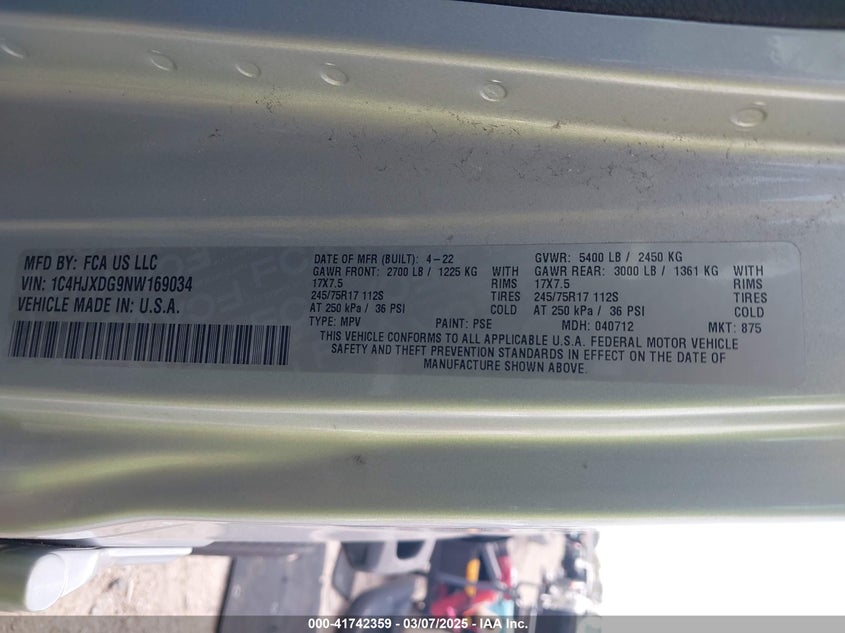 MFD BY: FCA US LLC
VIN: 1C4HJXDG9NW169034
VEHICLE MADE IN U.S.A.
DATE OF MFR (BUILT): 4-22
GAWR FRONT: 2700 LB / 1225 KG WITH
17X7.5 RIMS
245/75R17 112S TIRES
AT 250 kPa / 36 PSI COLD
TYPE: MPV PAINT: PSE
GVWR: 5400 LB / 2450 KG
GAWR REAR: 3000 LB / 1361 KG WITH
17X7.5 RIMS
245/75R17 112S TIRES
AT 250 kPa / 36 PSI COLD
MDH: 040712 MKT: 875
THIS VEHICLE CONFORMS TO ALL APPLICABLE U.S.A. FEDERAL MOTOR VEHICLE
SAFETY AND THEFT PREVENTION STANDARDS IN EFFECT ON THE DATE OF
MANUFACTURE SHOWN ABOVE.
000-41742359 - 03/07/2025 - IAA Inc.